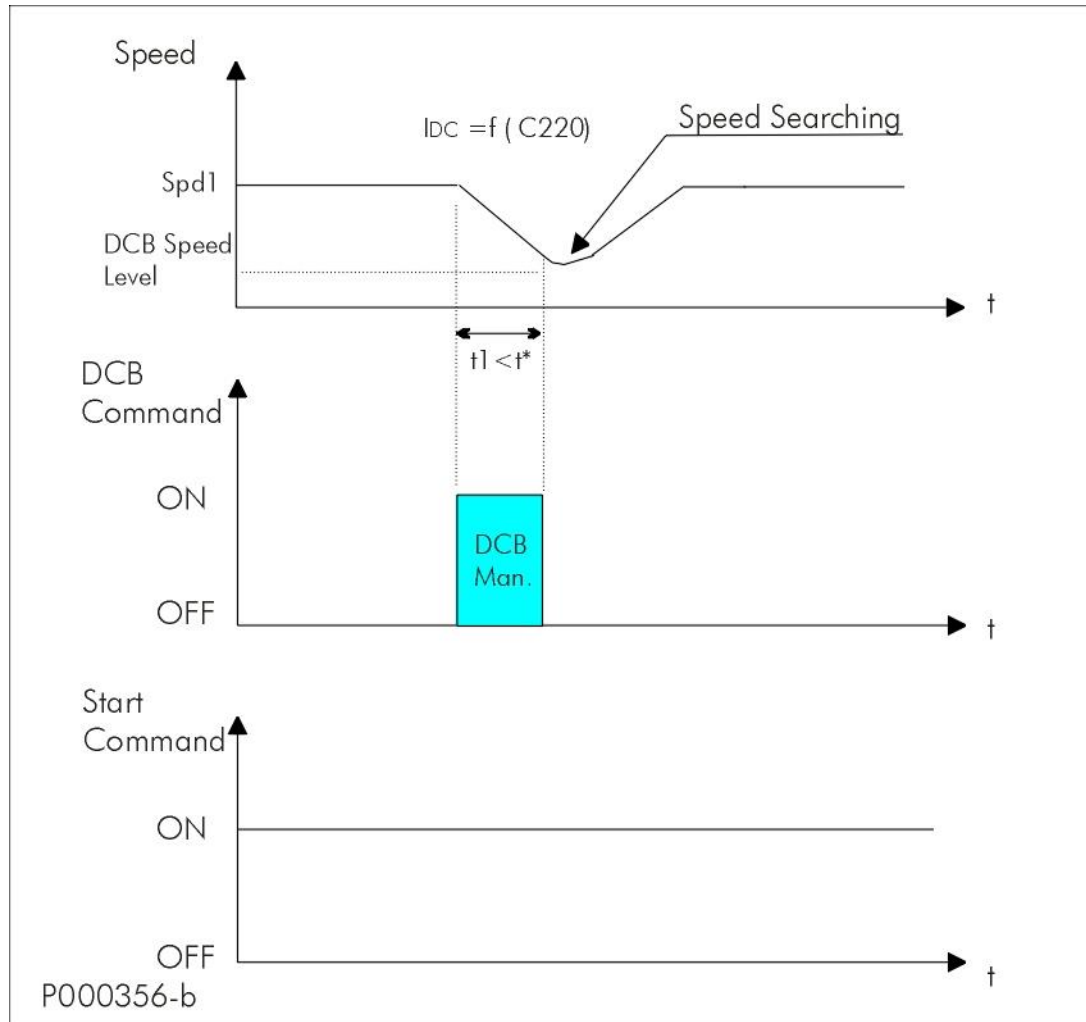 Speed
IDC =f ( C220)
Speed Searching
Spd1
DCB Speed
Level
t
t1 <t*
DCB
Command
ON
DCB
Man.
OFF
t
Start
Command
ON
OFF
t
P000356-b